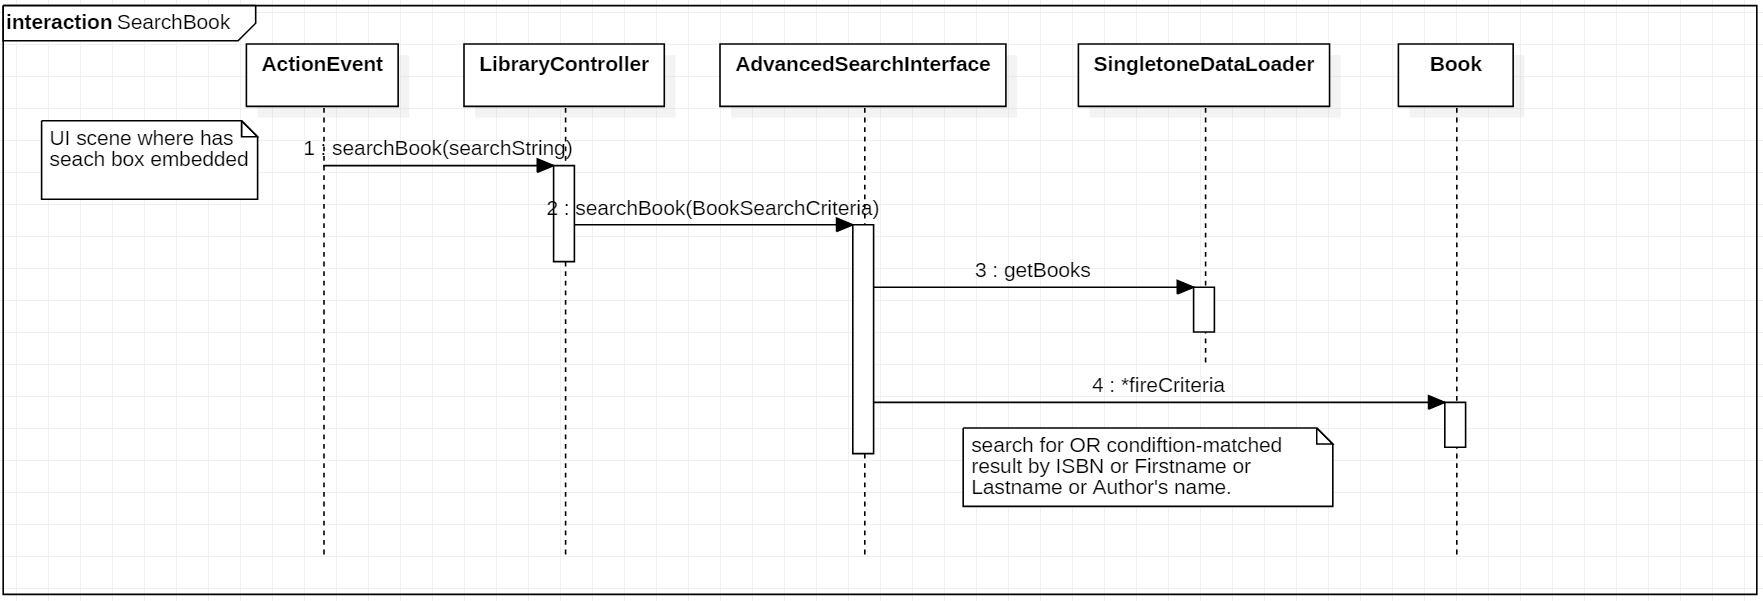 interaction SearchBook
ActionEvent
LibraryController
AdvancedSearchInterface
SingletoneDataLoader
Book
UI scene where has
seach box embedded
1 : searchBook(searchString)
2 : searchBook(BookSearchCriteria)
3 : getBooks
4 : *fireCriteria
search for OR condiftion-matched
result by ISBN or Firstname or
Lastname or Author's name.